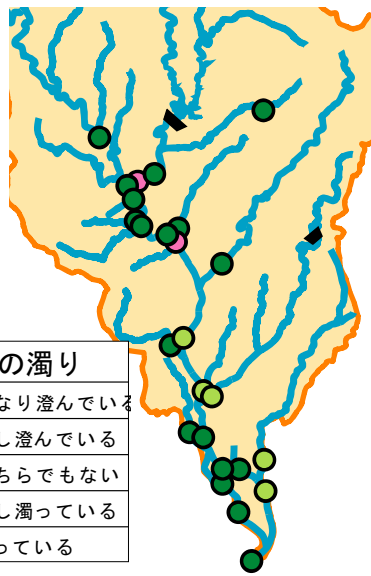 の濁り
なり澄んでいる
し澄んでいる
ちらでもない
し濁っている
っている